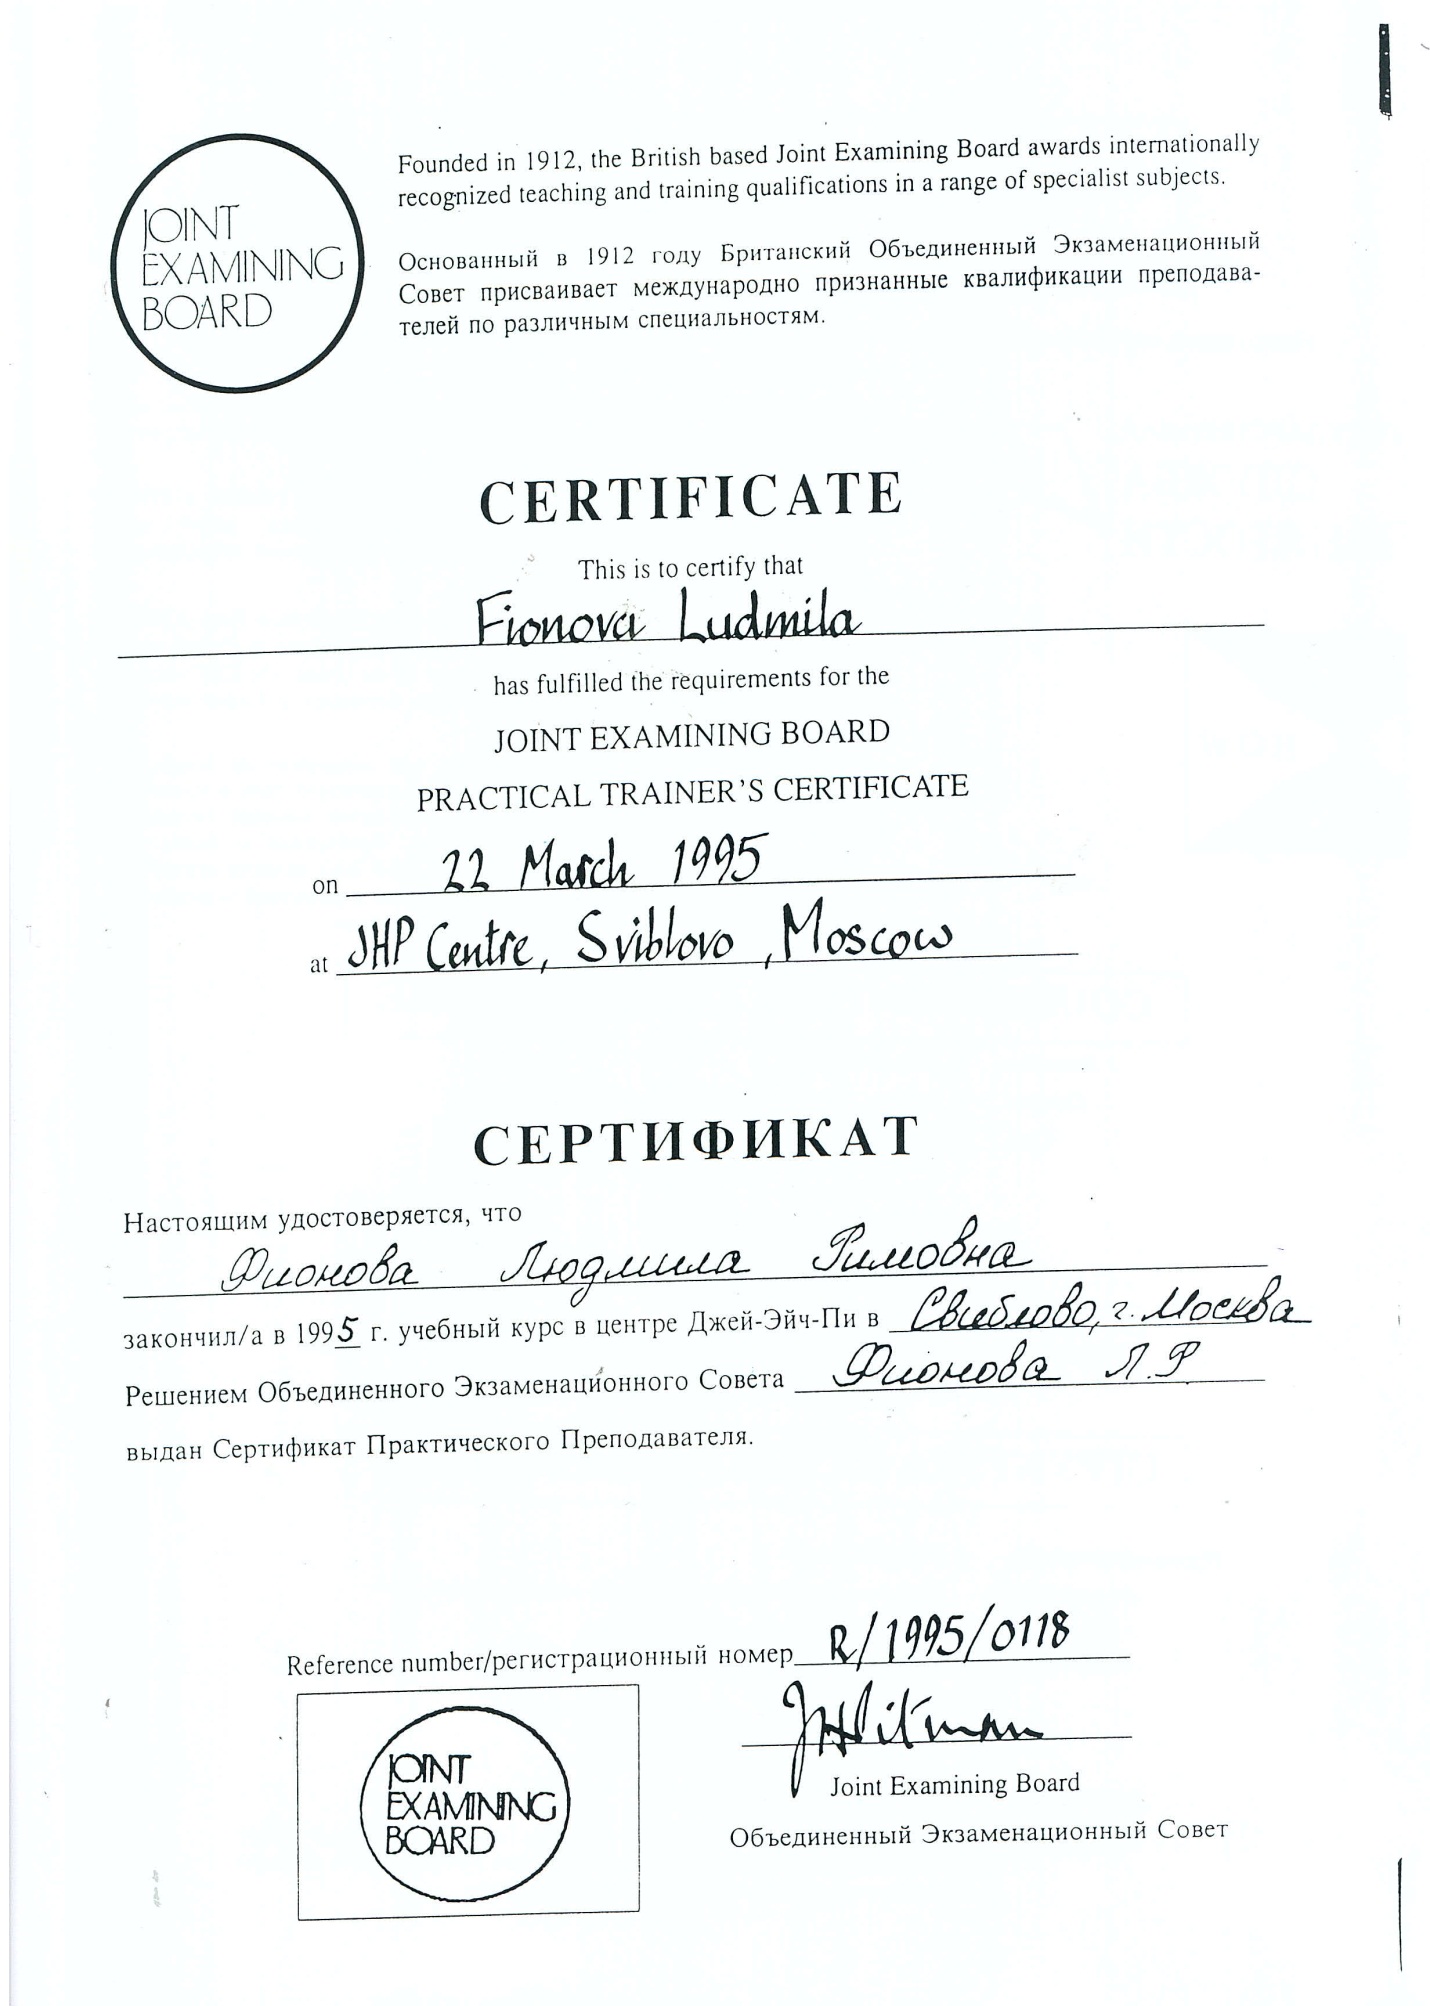 JOINT
EXAMINING
BOARD
Founded in 1912, the British based Joint Examining Board awards internationally
recognized teaching and training qualifications in a range of specialist subjects.
Основанный в 1912 году Британский Объединенный Экзаменационный
Совет присваивает международно признанные квалификации преподава-
телей по различным специальностям.
CERTIFICATE
This is to certify that
Fionova Ludmila
has fulfilled the requirements for the
JOINT EXAMINING BOARD
PRACTICAL TRAINER'S CERTIFICATE
on 22 March 1995
at JHP Centre, Sviblovo, Moscow
СЕРТИФИКАТ
Настоящим удостоверяется, что
Фионова Людмила Римовна
закончил/а в 1995 г. учебный курс в центре Джей-Эйч-Пи в Свиблово, г. Москва
Решением Объединенного Экзаменационного Совета Фионова Л.Р.
выдан Сертификат Практического Преподавателя.
Reference number/регистрационный номер R/1995/0118
JOINT
EXAMINING
BOARD
Joint Examining Board
Объединенный Экзаменационный Совет